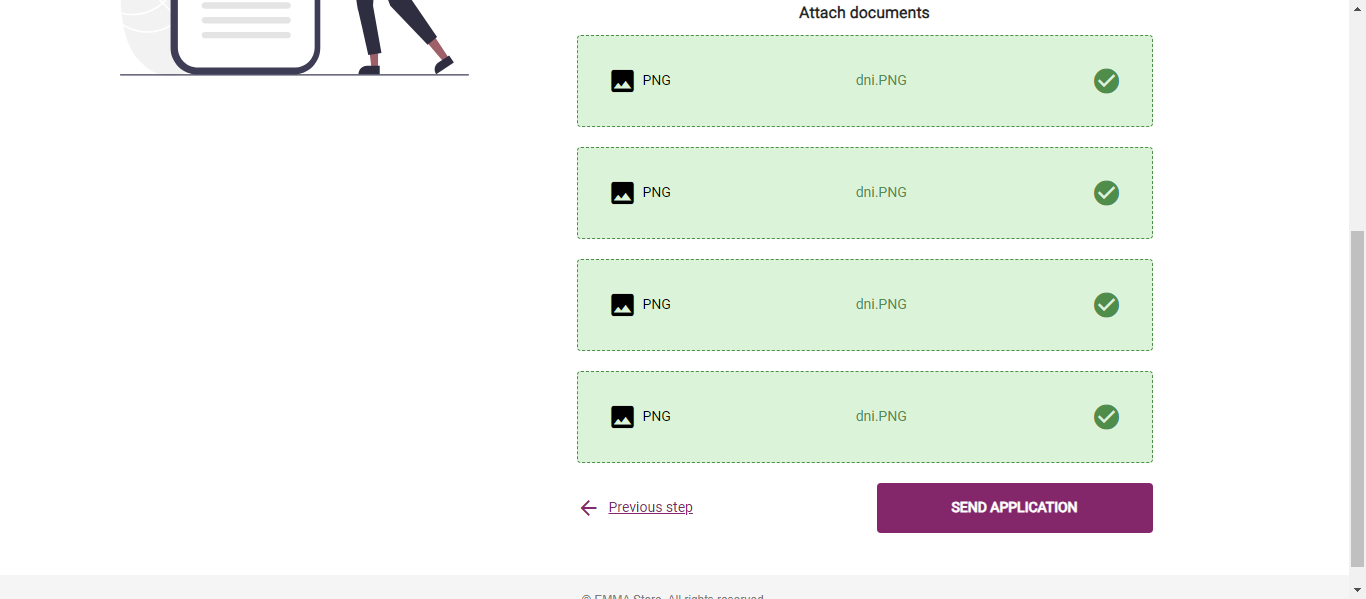 Attach documents
PNG dni.PNG
PNG dni.PNG
PNG dni.PNG
PNG dni.PNG
Previous step SEND APPLICATION
© EMMA Store. All rights reserved